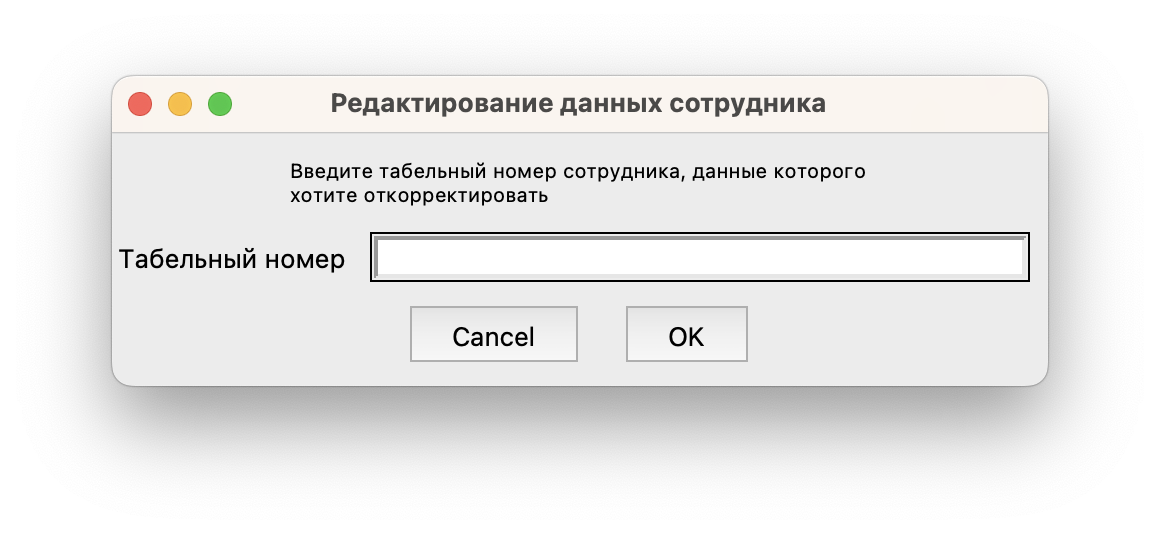 Редактирование данных сотрудника
Введите табельный номер сотрудника, данные которого
хотите откорректировать
Табельный номер
Cancel
OK